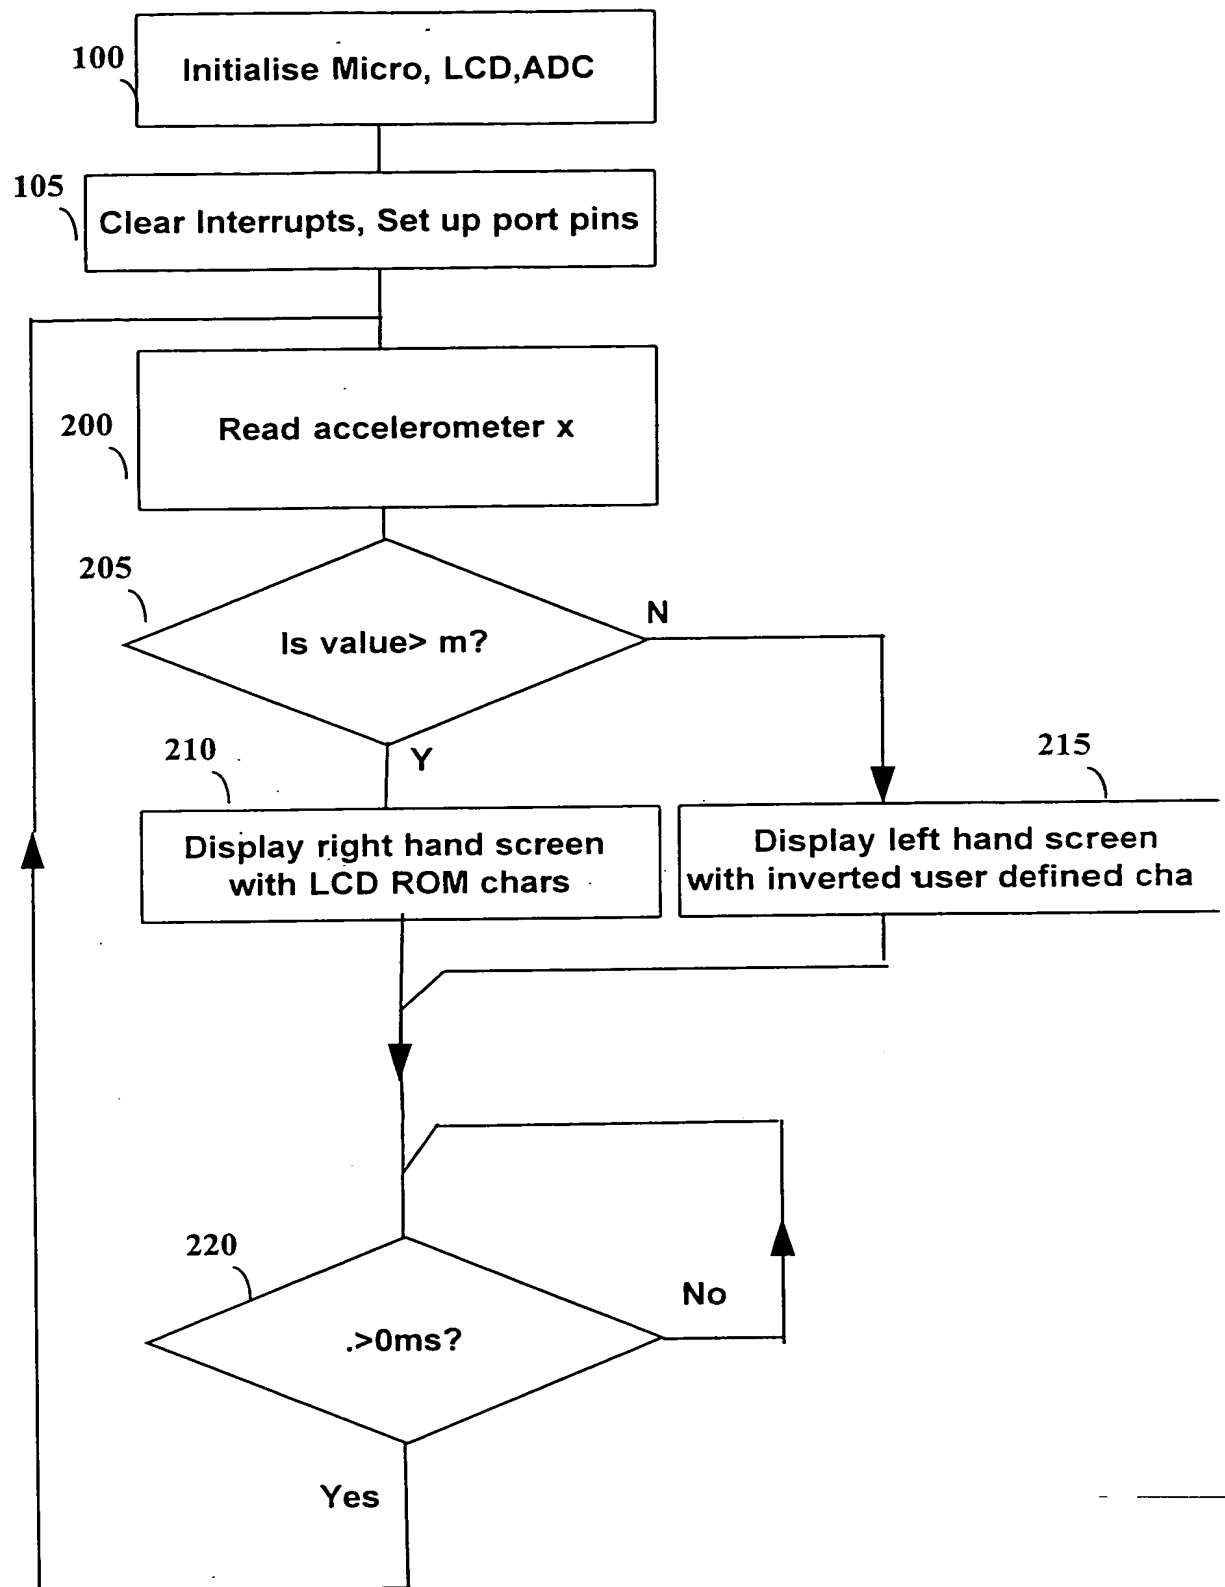 100
Initialise Micro, LCD,ADC
105
Clear Interrupts, Set up port pins
200
Read accelerometer x
205
Is value> m?
N
Y
210
Display right hand screen
with LCD ROM chars
215
Display left hand screen
with inverted user defined cha
220
.>0ms?
No
Yes